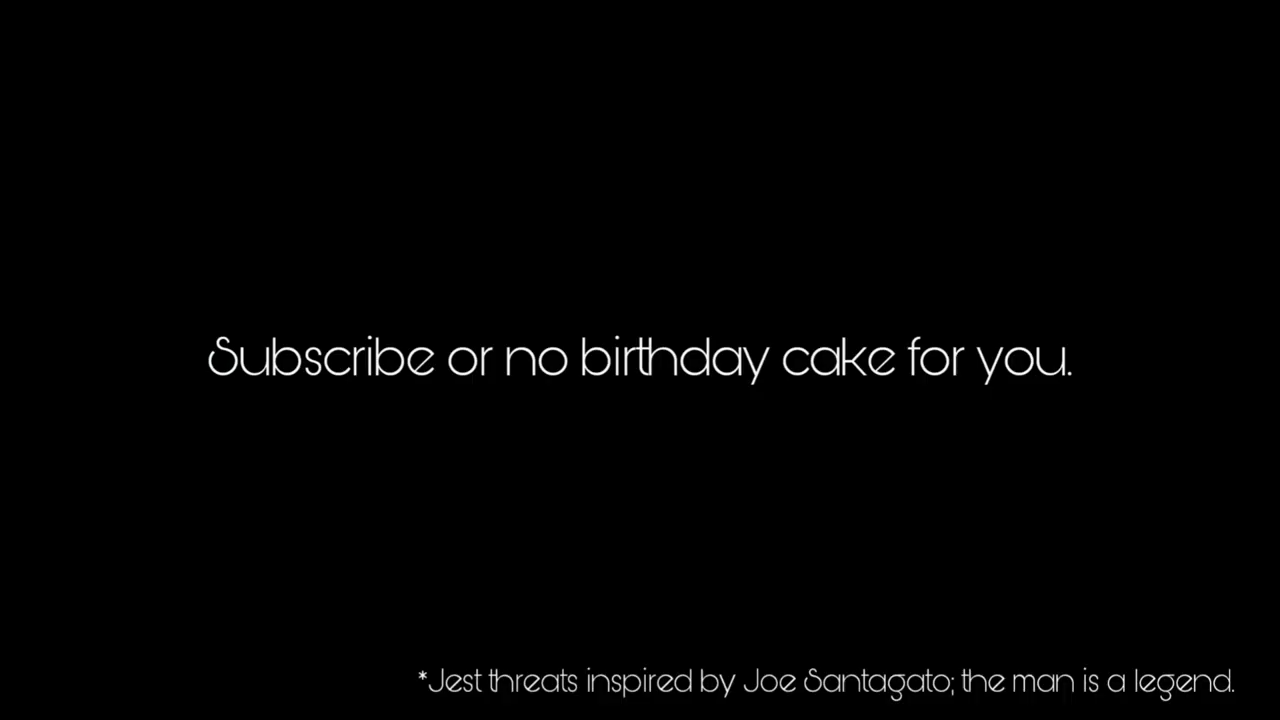 Subscribe or no birthday cake for you.
*Jest threats inspired by Joe Santagato; the man is a legend.